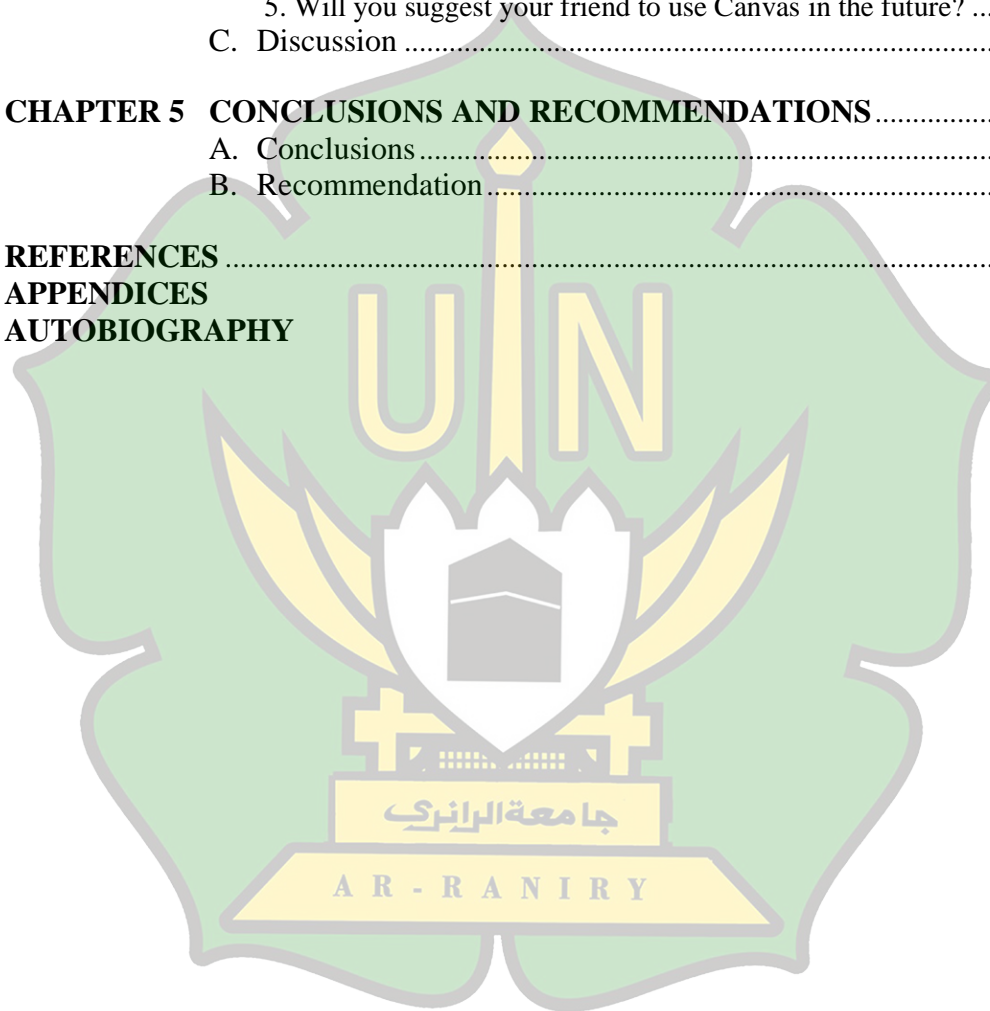 5. Will you suggest your friend to use Canvas in the future? ...
C. Discussion ................................................................................
CHAPTER 5 CONCLUSIONS AND RECOMMENDATIONS ................
A. Conclusions ..............................................................................
B. Recommendation .....................................................................
REFERENCES ..............................................................................................
APPENDICES
AUTOBIOGRAPHY
UIN
جامعة الرانري
AR-RANIRY